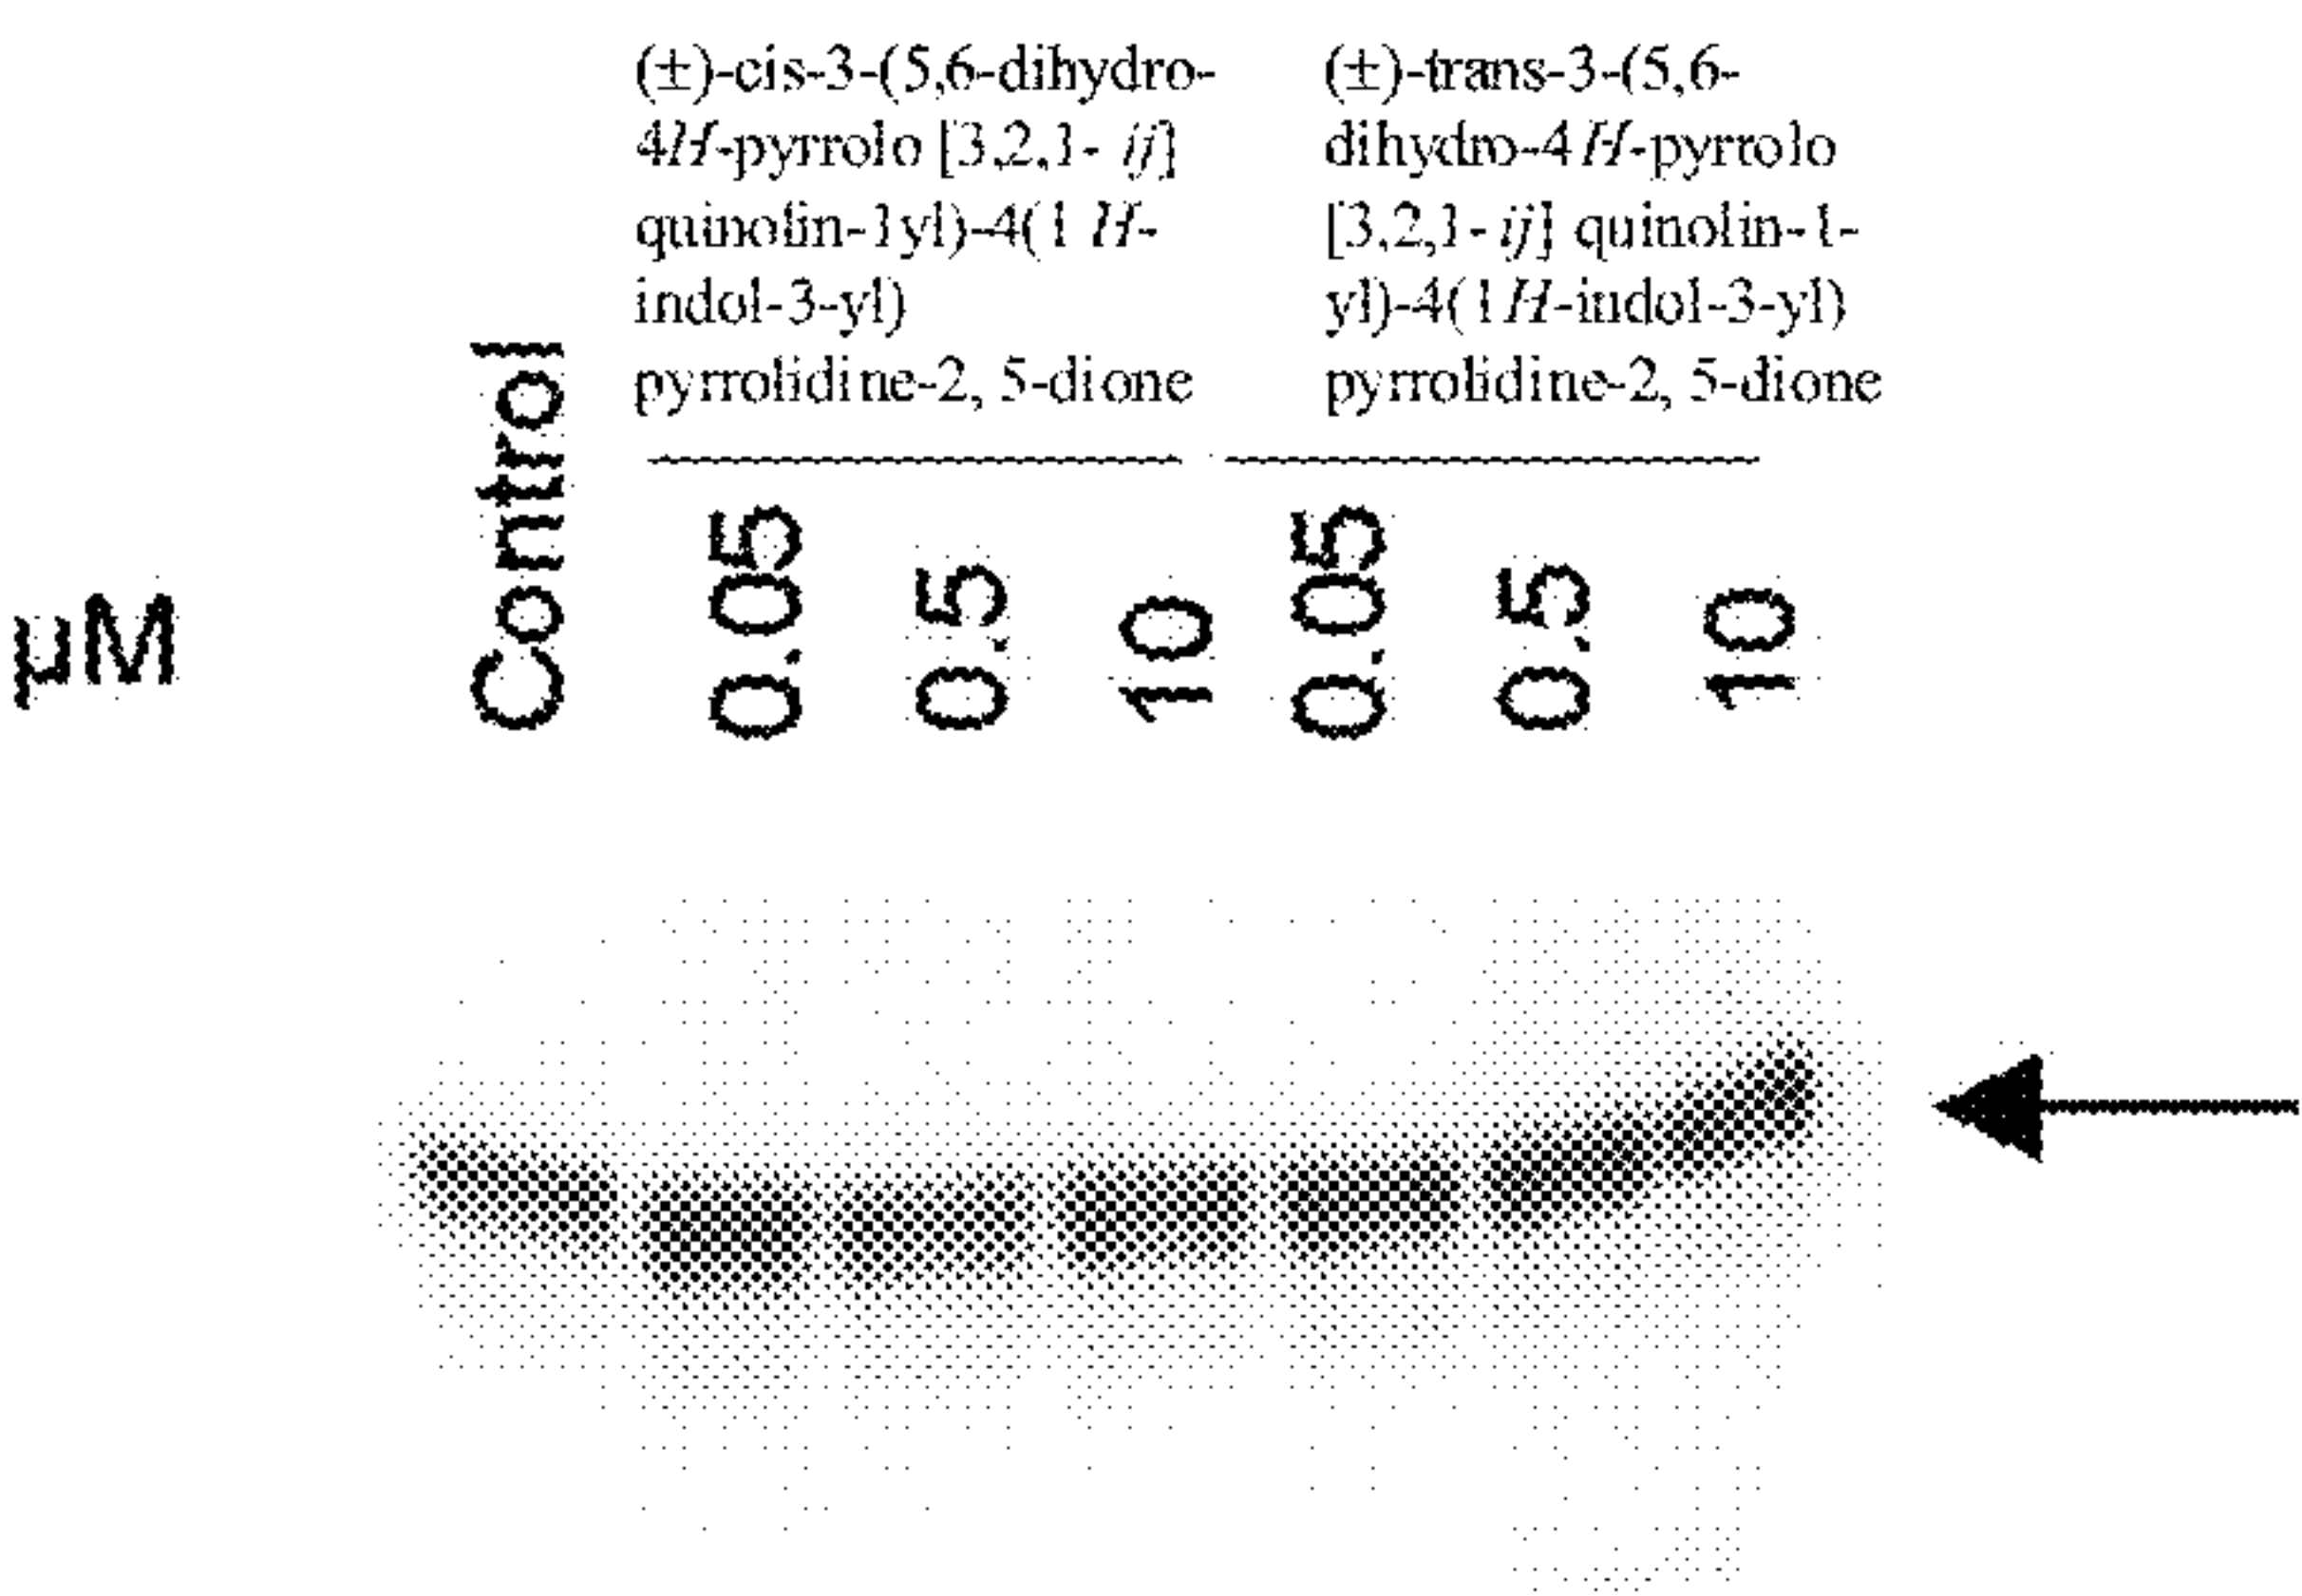 (±)-cis-3-(5,6-dihydro-
4H-pyrrolo [3,2,1- ij]
quinolin-1yl)-4(1 H-
indol-3-yl)
pyrrolidine-2, 5-dione
(±)-trans-3-(5,6-
dihydro-4H-pyrrolo
[3,2,1-ij] quinolin-1-
yl)-4(1H-indol-3-yl)
pyrrolidine-2, 5-dione
µM
Control
0.05
0.5
10
0.05
0.5
10